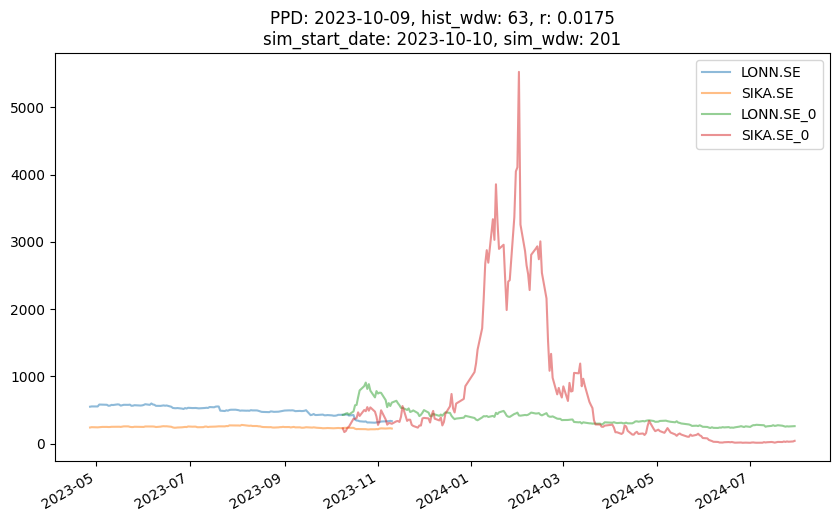 PPD: 2023-10-09, hist_wdw: 63, r: 0.0175
sim_start_date: 2023-10-10, sim_wdw: 201
LONN.SE
SIKA.SE
LONN.SE_0
SIKA.SE_0
5000
4000
3000
2000
1000
0
2023-05
2023-07
2023-09
2023-11
2024-01
2024-03
2024-05
2024-07